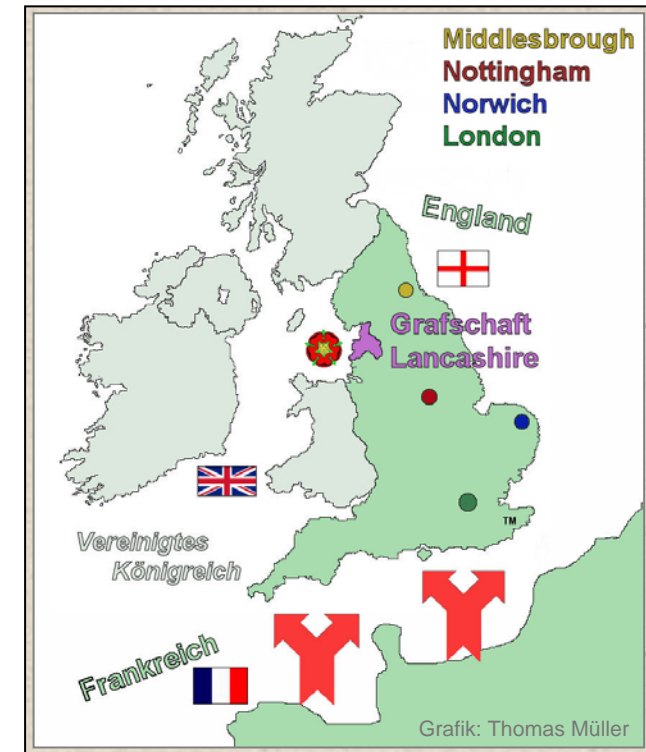 Middlesbrough
Nottingham
Norwich
London
England
Grafschaft
Lancashire
TM
Vereinigtes
Königreich
Frankreich
Grafik: Thomas Müller